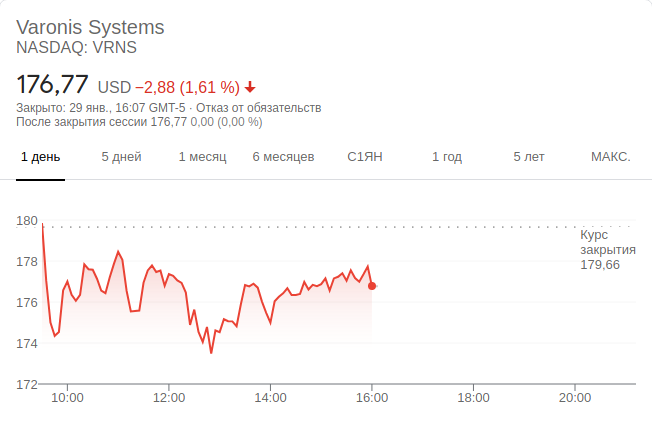 Varonis Systems
NASDAQ: VRNS
176,77 USD −2,88 (1,61 %)
Закрыто: 29 янв., 16:07 GMT-5 · Отказ от обязательств
После закрытия сессии 176,77 0,00 (0,00 %)
1 день 5 дней 1 месяц 6 месяцев С1ЯН 1 год 5 лет МАКС.
180
Курс
закрытия
179,66
178
176
174
172
10:00 12:00 14:00 16:00 18:00 20:00